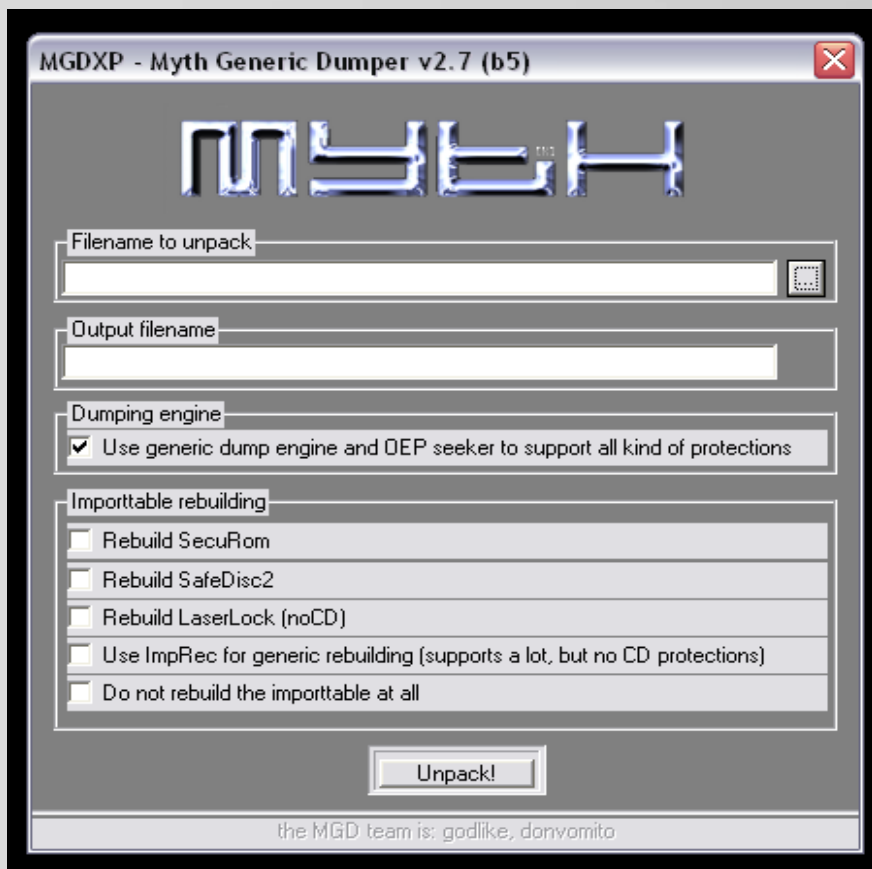 MGDXP - Myth Generic Dumper v2.7 (b5)
MYTH
Filename to unpack
...
Output filename
Dumping engine
Use generic dump engine and OEP seeker to support all kind of protections
Importtable rebuilding
Rebuild SecuRom
Rebuild SafeDisc2
Rebuild LaserLock (noCD)
Use ImpRec for generic rebuilding (supports a lot, but no CD protections)
Do not rebuild the importtable at all
Unpack!
the MGD team is: godlike, donvomito